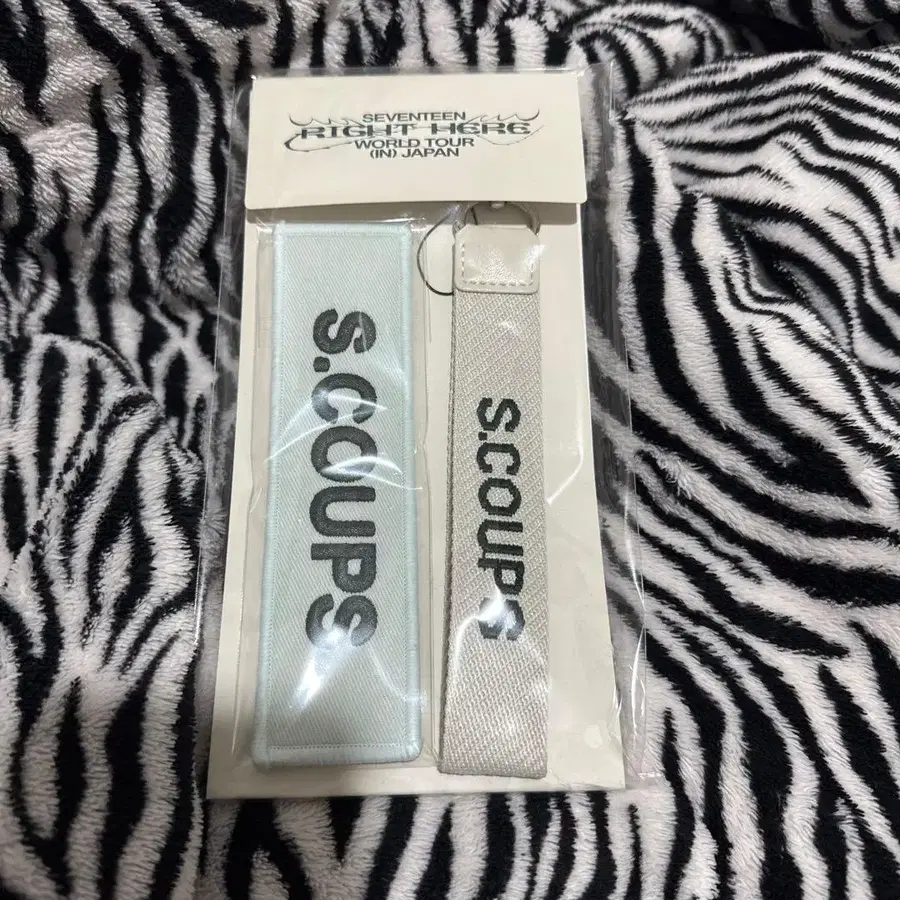 SEVENTEEN
RIGHT HERE
WORLD TOUR
(IN) JAPAN
S.COUPS
S.COUPS